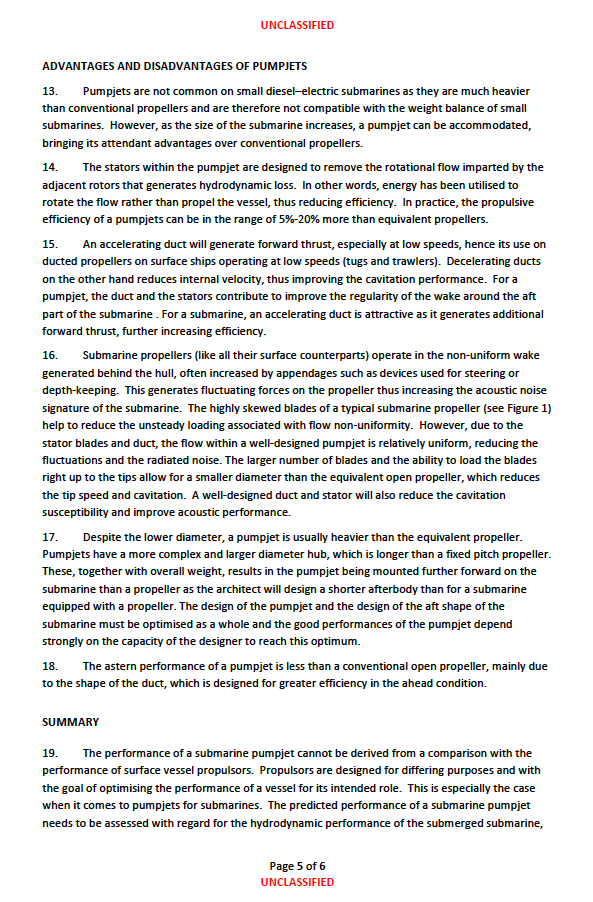 UNCLASSIFIED
ADVANTAGES AND DISADVANTAGES OF PUMPJETS
13. Pumpjets are not common on small diesel–electric submarines as they are much heavier
than conventional propellers and are therefore not compatible with the weight balance of small
submarines. However, as the size of the submarine increases, a pumpjet can be accommodated,
bringing its attendant advantages over conventional propellers.
14. The stators within the pumpjet are designed to remove the rotational flow imparted by the
adjacent rotors that generates hydrodynamic loss. In other words, energy has been utilised to
rotate the flow rather than propel the vessel, thus reducing efficiency. In practice, the propulsive
efficiency of a pumpjets can be in the range of 5%-20% more than equivalent propellers.
15. An accelerating duct will generate forward thrust, especially at low speeds, hence its use on
ducted propellers on surface ships operating at low speeds (tugs and trawlers). Decelerating ducts
on the other hand reduces internal velocity, thus improving the cavitation performance. For a
pumpjet, the duct and the stators contribute to improve the regularity of the wake around the aft
part of the submarine . For a submarine, an accelerating duct is attractive as it generates additional
forward thrust, further increasing efficiency.
16. Submarine propellers (like all their surface counterparts) operate in the non-uniform wake
generated behind the hull, often increased by appendages such as devices used for steering or
depth-keeping. This generates fluctuating forces on the propeller thus increasing the acoustic noise
signature of the submarine. The highly skewed blades of a typical submarine propeller (see Figure 1)
help to reduce the unsteady loading associated with flow non-uniformity. However, due to the
stator blades and duct, the flow within a well-designed pumpjet is relatively uniform, reducing the
fluctuations and the radiated noise. The larger number of blades and the ability to load the blades
right up to the tips allow for a smaller diameter than the equivalent open propeller, which reduces
the tip speed and cavitation. A well-designed duct and stator will also reduce the cavitation
susceptibility and improve acoustic performance.
17. Despite the lower diameter, a pumpjet is usually heavier than the equivalent propeller.
Pumpjets have a more complex and larger diameter hub, which is longer than a fixed pitch propeller.
These, together with overall weight, results in the pumpjet being mounted further forward on the
submarine than a propeller as the architect will design a shorter afterbody than for a submarine
equipped with a propeller. The design of the pumpjet and the design of the aft shape of the
submarine must be optimised as a whole and the good performances of the pumpjet depend
strongly on the capacity of the designer to reach this optimum.
18. The astern performance of a pumpjet is less than a conventional open propeller, mainly due
to the shape of the duct, which is designed for greater efficiency in the ahead condition.
SUMMARY
19. The performance of a submarine pumpjet cannot be derived from a comparison with the
performance of surface vessel propulsors. Propulsors are designed for differing purposes and with
the goal of optimising the performance of a vessel for its intended role. This is especially the case
when it comes to pumpjets for submarines. The predicted performance of a submarine pumpjet
needs to be assessed with regard for the hydrodynamic performance of the submerged submarine,
Page 5 of 6
UNCLASSIFIED